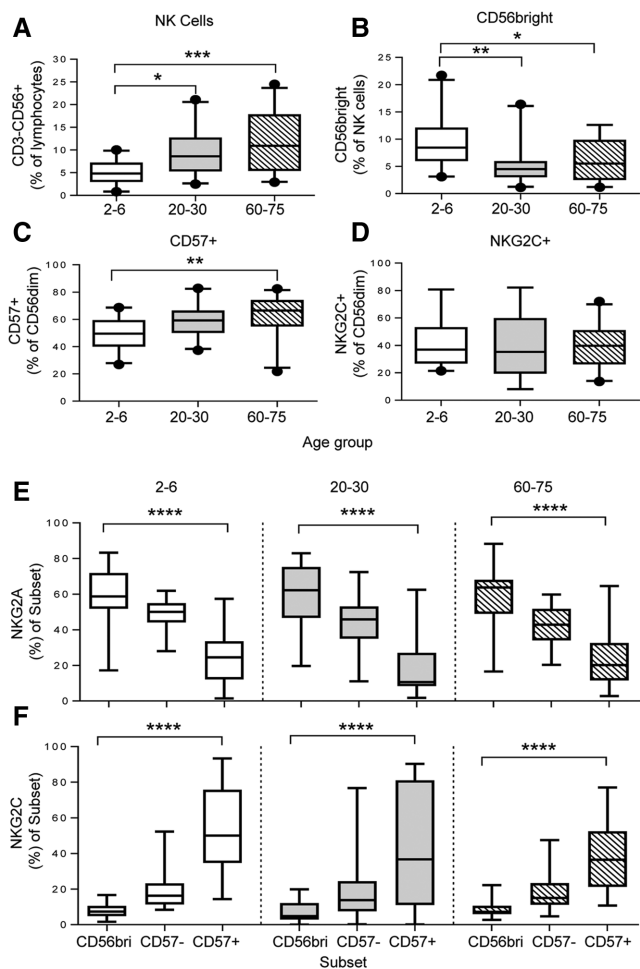 A
NK Cells
CD3-CD56+
(% of lymphocytes)
30
25
20
15
10
5
0
*
***
2-6
20-30
60-75
B
CD56bright
CD56bright
(% of NK cells)
25
20
15
10
5
0
*
**
2-6
20-30
60-75
C
CD57+
CD57+
(% of CD56dim)
100
80
60
40
20
0
**
2-6
20-30
60-75
D
NKG2C+
NKG2C+
(% of CD56dim)
100
80
60
40
20
0
2-6
20-30
60-75
Age group
E
2-6
20-30
60-75
NKG2A
(%) of Subset)
100
80
60
40
20
0
****
****
****
F
NKG2C
(%) of Subset)
100
80
60
40
20
0
****
****
****
CD56bri CD57- CD57+ CD56bri CD57- CD57+ CD56bri CD57- CD57+
Subset